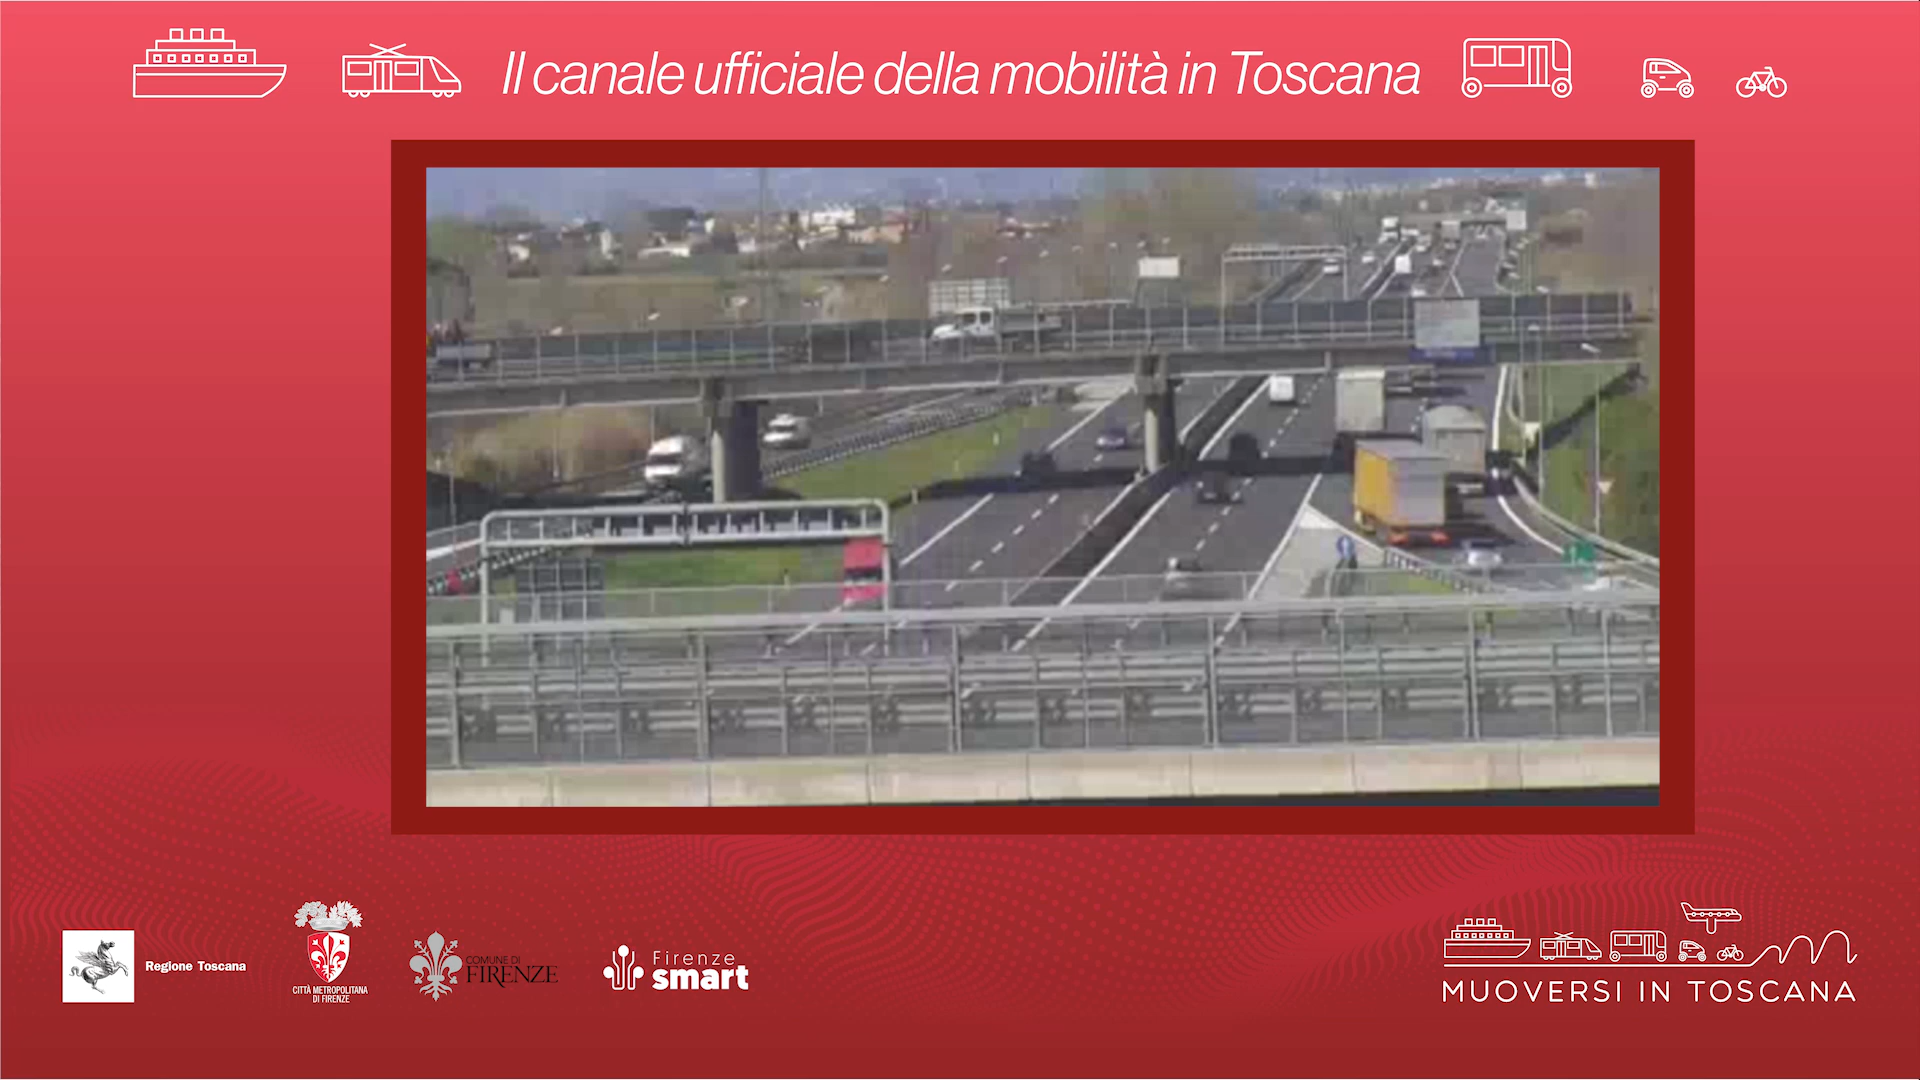 Il canale ufficiale della mobilità in Toscana
Regione Toscana
CITTÀ METROPOLITANA
DI FIRENZE
COMUNE DI
FIRENZE
Firenze
smart
MUOVERSI IN TOSCANA